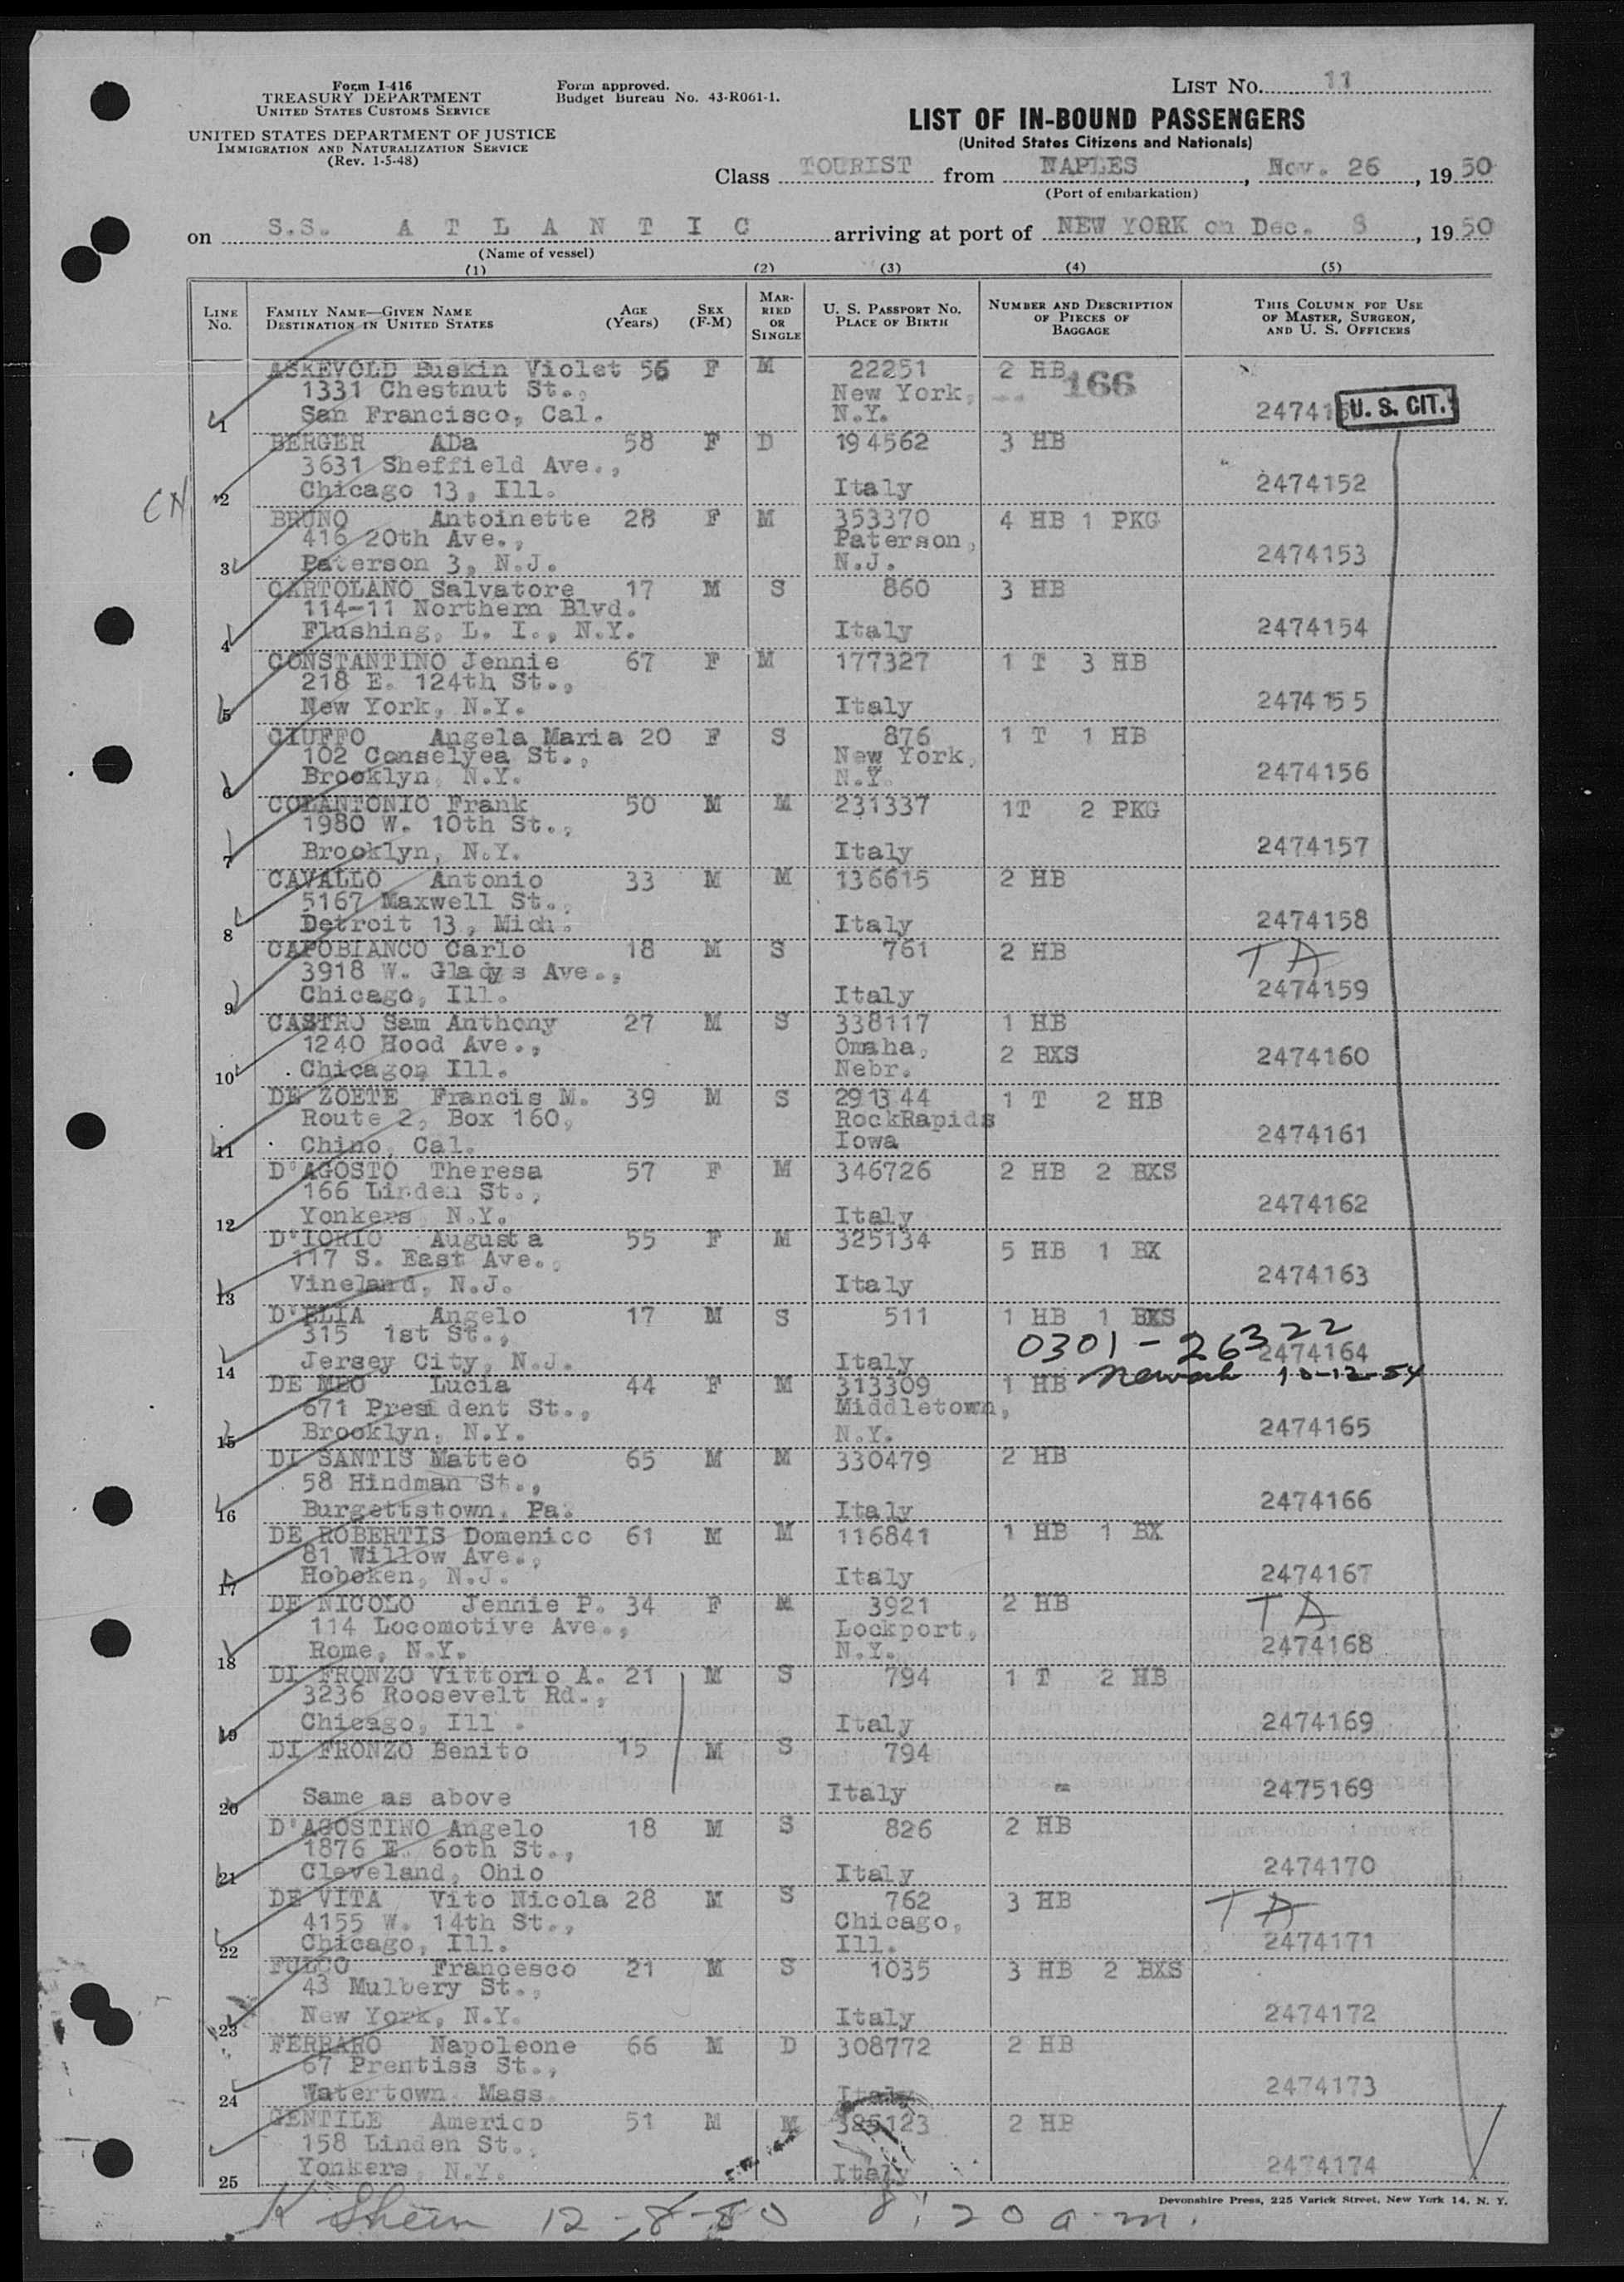 Form I-416
TREASURY DEPARTMENT
UNITED STATES CUSTOMS SERVICE
UNITED STATES DEPARTMENT OF JUSTICE
IMMIGRATION AND NATURALIZATION SERVICE
(Rev. 1-5-48)
Form approved.
Budget Bureau No. 43-R061-1.
LIST No. 11
LIST OF IN-BOUND PASSENGERS
(United States Citizens and Nationals)
Class TOURIST from NAPLES, Nov. 26, 1950
(Port of embarkation)
on S.S. ATLANTIC arriving at port of NEW YORK on Dec. 8, 1950
(Name of vessel)
(1) (2) (3) (4) (5)
LINE No.
FAMILY NAME—GIVEN NAME
DESTINATION IN UNITED STATES
AGE (Years)
SEX (F-M)
MARRIED OR SINGLE
U. S. PASSPORT NO.
PLACE OF BIRTH
NUMBER AND DESCRIPTION OF PIECES OF BAGGAGE
THIS COLUMN FOR USE OF MASTER, SURGEON, AND U. S. OFFICERS
ASKEVOLD Buskin Violet 56 F M 22251 2 HB 166
1331 Chestnut St., New York,
1 San Francisco, Cal. N.Y. 247415 U. S. CIT.
BERGER ADa 58 F D 194562 3 HB
3631 Sheffield Ave.,
CH 2 Chicago 13, Ill. Italy 2474152
BRUNO Antoinette 28 F M 353370 4 HB 1 PKG
416 20th Ave., Paterson,
3 Paterson 3, N.J. N.J. 2474153
CARTOLANO Salvatore 17 M S 860 3 HB
114-11 Northern Blvd.
4 Flushing, L. I., N.Y. Italy 2474154
CONSTANTINO Jennie 67 F M 177327 1 T 3 HB
218 E. 124th St.,
5 New York, N.Y. Italy 2474155
CIUFFO Angela Maria 20 F S 876 1 T 1 HB
102 Conselyea St., New York,
6 Brooklyn, N.Y. N.Y. 2474156
COLANTONIO Frank 50 M M 231337 1T 2 PKG
1980 W. 10th St.,
7 Brooklyn, N.Y. Italy 2474157
CAVALLO Antonio 33 M M 136615 2 HB
5167 Maxwell St.,
8 Detroit 13, Mich. Italy 2474158
CAPOBIANCO Carlo 18 M S 761 2 HB TA
3918 W. Gladys Ave.,
9 Chicago, Ill. Italy 2474159
CASTRO Sam Anthony 27 M S 338117 1 HB
1240 Hood Ave., Omaha, 2 BXS 2474160
10 Chicago, Ill. Nebr.
DE ZOETE Francis M. 39 M S 291344 1 T 2 HB
Route 2, Box 160, RockRapids
11 Chino, Cal. Iowa 2474161
D'AGOSTO Theresa 57 F M 346726 2 HB 2 BXS
166 Linden St.,
12 Yonkers N.Y. Italy 2474162
D'IORIO Augusta 55 F M 325134 5 HB 1 BX
117 S. East Ave.,
13 Vineland, N.J. Italy 2474163
D'ELIA Angelo 17 M S 511 1 HB 1 BXS
315 1st St., 0301-26322
14 Jersey City, N.J. Italy 2474164
DE MEO Lucia 44 F M 313309 1 HB Newark 10-12-54
671 President St., Middletown,
15 Brooklyn, N.Y. N.Y. 2474165
DI SANTIS Matteo 65 M M 330479 2 HB
58 Hindman St.,
16 Burgettstown, Pa. Italy 2474166
DE ROBERTIS Domenico 61 M M 116841 1 HB 1 BX
81 Willow Ave.,
17 Hoboken, N.J. Italy 2474167
DE NICOLO Jennie P. 34 F M 3921 2 HB TA
114 Locomotive Ave., Lockport,
18 Rome, N.Y. N.Y. 2474168
DI FRONZO Vittorio A. 21 M S 794 1 T 2 HB
3236 Roosevelt Rd.,
19 Chicago, Ill. Italy 2474169
DI FRONZO Benito 15 M S 794
20 Same as above Italy - 2475169
D'AGOSTINO Angelo 18 M S 826 2 HB
1876 E. 60th St.,
21 Cleveland, Ohio Italy 2474170
DE VITA Vito Nicola 28 M S 762 3 HB TA
4155 W. 14th St., Chicago,
22 Chicago, Ill. Ill. 2474171
FULCO Francesco 21 M S 1035 3 HB 2 BXS
43 Mulbery St.,
23 New York, N.Y. Italy 2474172
FERRARO Napoleone 66 M D 308772 2 HB
67 Prentiss St.,
24 Watertown, Mass. Italy 2474173
GENTILE Americo 51 M M 325123 2 HB
158 Linden St.,
25 Yonkers, N.Y. Italy 2474174
Devonshire Press, 225 Varick Street, New York 14, N. Y.
K Shein 12-8-50 8:20 a.m.